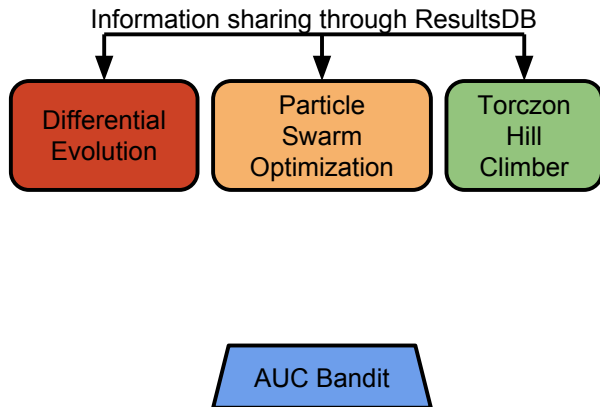 Information sharing through ResultsDB
Differential
Evolution
Particle
Swarm
Optimization
Torczon
Hill
Climber
AUC Bandit